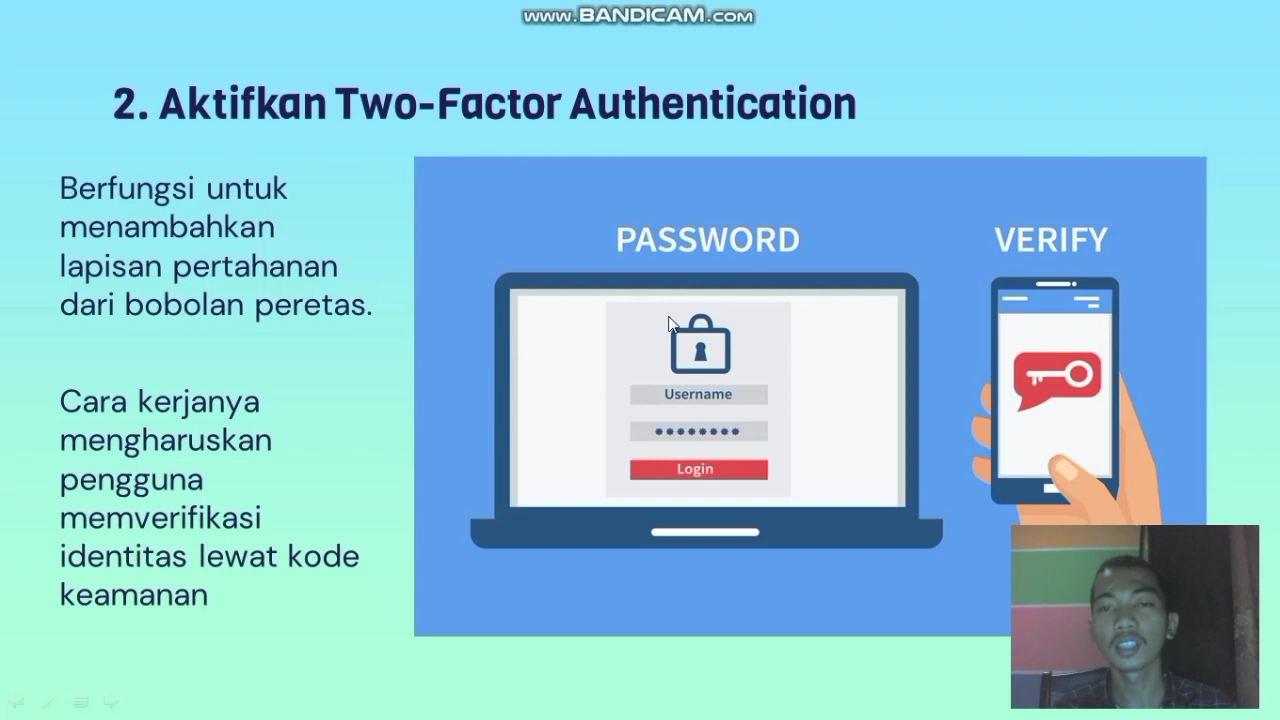 www.BANDICAM.com
2. Aktifkan Two-Factor Authentication
Berfungsi untuk
menambahkan
lapisan pertahanan
dari bobolan peretas.
Cara kerjanya
mengharuskan
pengguna
memverifikasi
identitas lewat kode
keamanan
PASSWORD
VERIFY
Username
Login